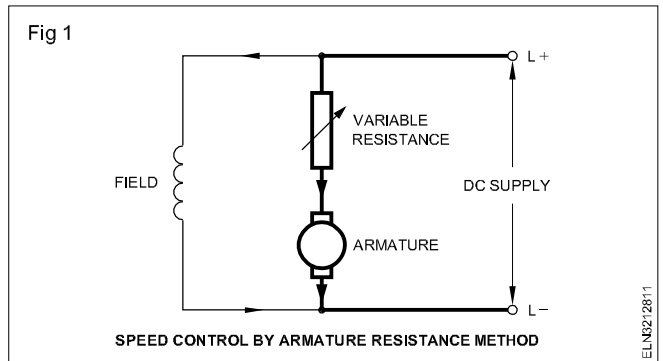 Fig 1
L +
VARIABLE
RESISTANCE
FIELD
DC SUPPLY
ARMATURE
L −
SPEED CONTROL BY ARMATURE RESISTANCE METHOD
ELN3212811